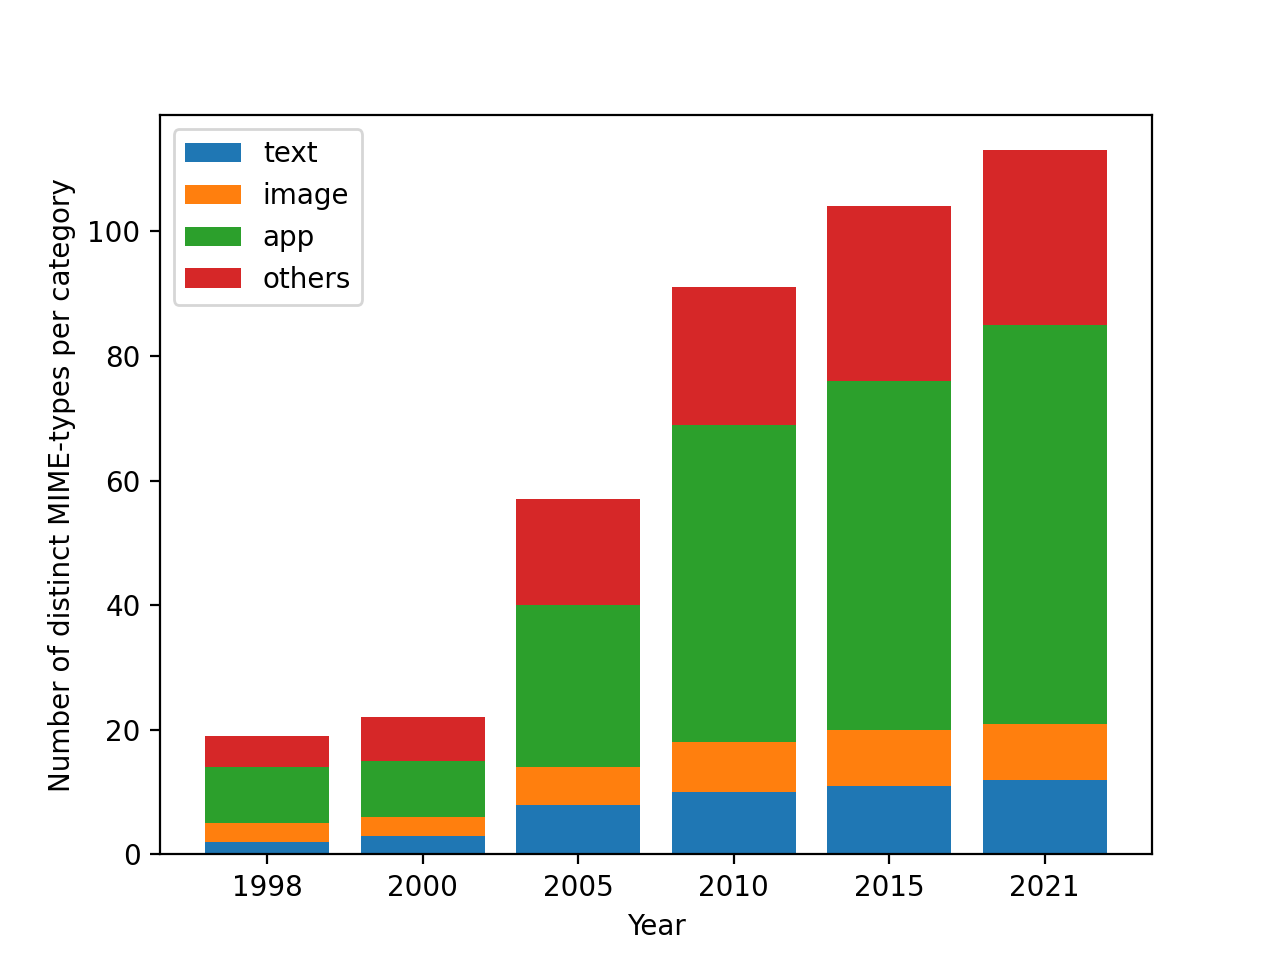 text
image
app
others
Number of distinct MIME-types per category
100
80
60
40
20
0
1998 2000 2005 2010 2015 2021
Year